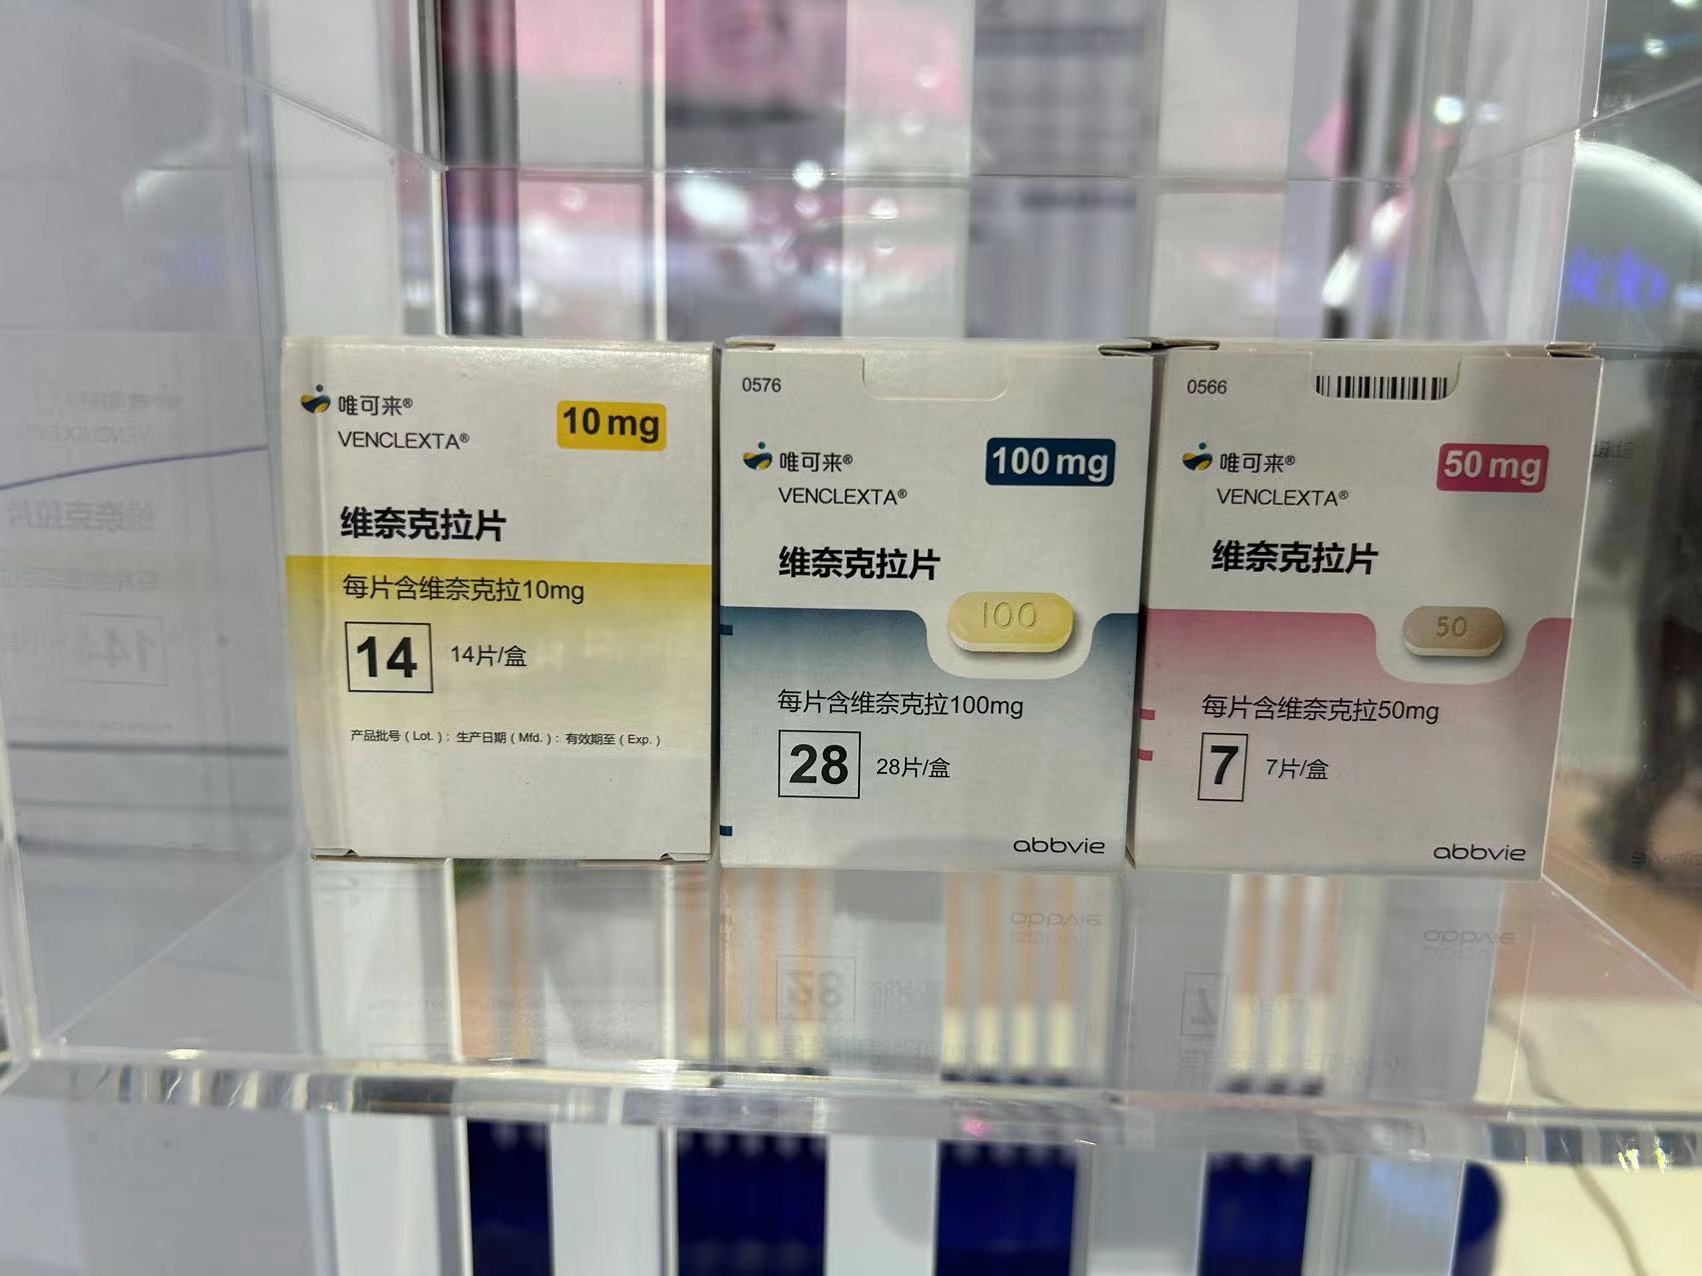 唯可来®
VENCLEXTA®
10 mg
维奈克拉片
每片含维奈克拉10mg
14
14片/盒
产品批号（Lot.）：生产日期（Mfd.）：有效期至（Exp.）
0576
唯可来®
VENCLEXTA®
100 mg
维奈克拉片
100
每片含维奈克拉100mg
28
28片/盒
abbvie
0566
唯可来®
VENCLEXTA®
50 mg
维奈克拉片
50
每片含维奈克拉50mg
7
7片/盒
abbvie